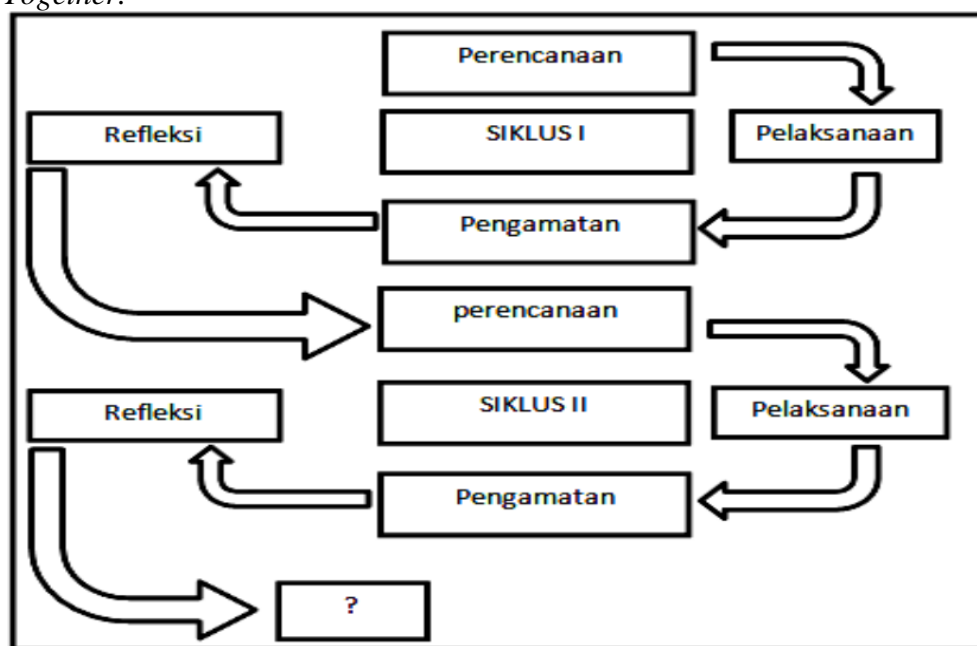 Together.
Perencanaan
Refleksi
SIKLUS I
Pelaksanaan
Pengamatan
perencanaan
Refleksi
SIKLUS II
Pelaksanaan
Pengamatan
?